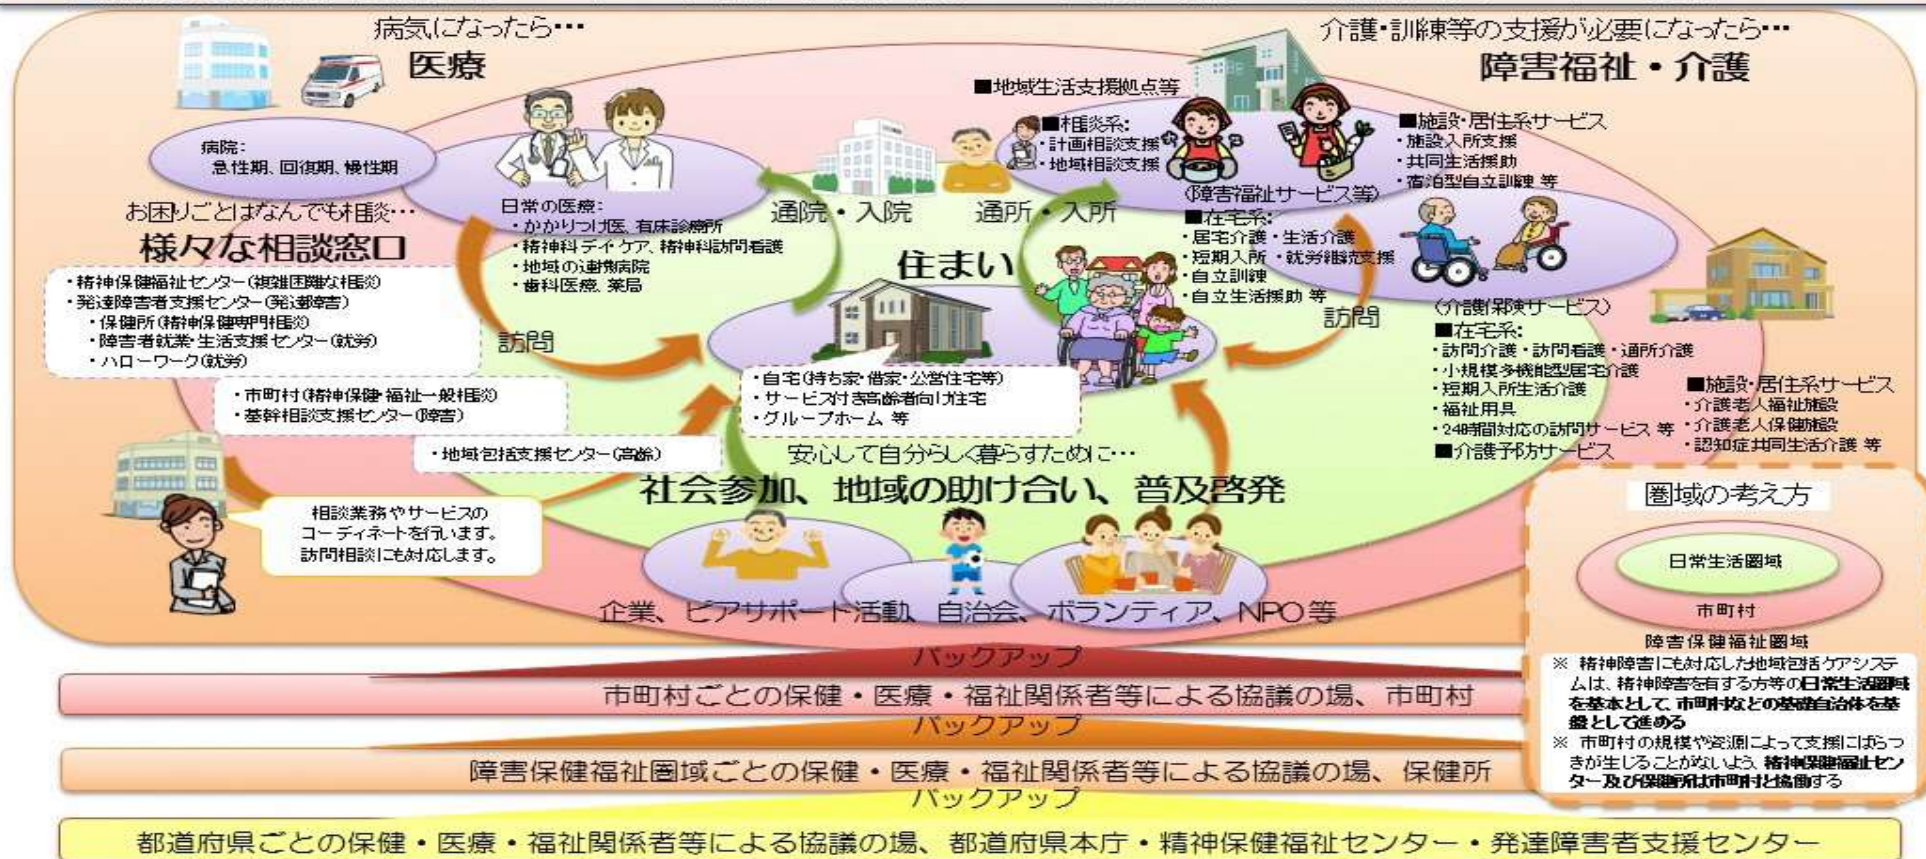 病気になったら…
医療
介護・訓練等の支援が必要になったら…
障害福祉・介護
病院:
急性期、回復期、慢性期
日常の医療:
・かかりつけ医、有床診療所
・精神科デイケア、精神科訪問看護
・地域の連携病院
・歯科医療、薬局
通院・入院
通所・入所
■地域生活支援拠点等
■相談系:
・計画相談支援
・地域相談支援
■施設・居住系サービス
・施設入所支援
・共同生活援助
・宿泊型自立訓練 等
(障害福祉サービス等)
■在宅系:
・居宅介護・生活介護
・短期入所・就労継続支援
・自立訓練
・自立生活援助 等
お困りごとはなんでも相談…
様々な相談窓口
・精神保健福祉センター(複雑困難な相談)
・発達障害者支援センター(発達障害)
・保健所(精神保健専門相談)
・障害者就業・生活支援センター(就労)
・ハローワーク(就労)
・市町村(精神保健・福祉一般相談)
・基幹相談支援センター(障害)
・地域包括支援センター(高齢)
訪問
住まい
訪問
・自宅(持ち家・借家・公営住宅等)
・サービス付き高齢者向け住宅
・グループホーム 等
(介護保険サービス)
■在宅系:
・訪問介護・訪問看護・通所介護
・小規模多機能型居宅介護
・短期入所生活介護
・福祉用具
・24時間対応の訪問サービス 等
■介護予防サービス
■施設・居住系サービス
・介護老人福祉施設
・介護老人保健施設
・認知症共同生活介護 等
安心して自分らしく暮らすために…
社会参加、地域の助け合い、普及啓発
相談業務やサービスの
コーディネートを行います。
訪問相談にも対応します。
企業、ピアサポート活動、自治会、ボランティア、NPO等
圏域の考え方
日常生活圏域
市町村
障害保健福祉圏域
※ 精神障害にも対応した地域包括ケアシステ
ムは、精神障害を有する方等の日常生活圏域
を基本として、市町村などの基礎自治体を基
盤として進める
※ 市町村の規模や資源によって支援にばらつ
きが生じることがないよう、精神保健福祉セン
ター及び保健所は市町村と協働する
バックアップ
市町村ごとの保健・医療・福祉関係者等による協議の場、市町村
バックアップ
障害保健福祉圏域ごとの保健・医療・福祉関係者等による協議の場、保健所
バックアップ
都道府県ごとの保健・医療・福祉関係者等による協議の場、都道府県本庁・精神保健福祉センター・発達障害者支援センター